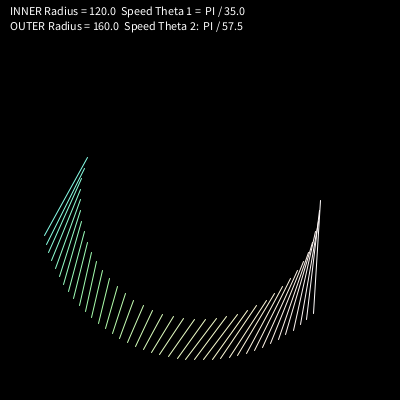 INNER Radius = 120.0  Speed Theta 1 =  PI / 35.0
OUTER Radius = 160.0  Speed Theta 2:  PI / 57.5